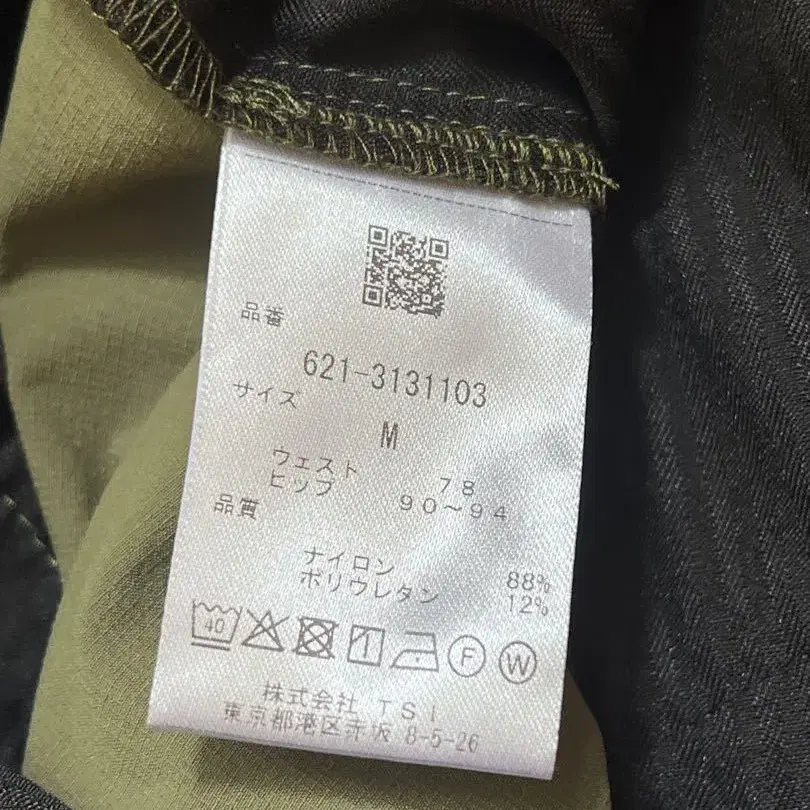 品番
621-3131103
サイズ
M
ウェスト 78
ヒップ 90~94
品質
ナイロン 88%
ポリウレタン 12%
40
F W
株式会社 TSI
東京都港区赤坂 8-5-26